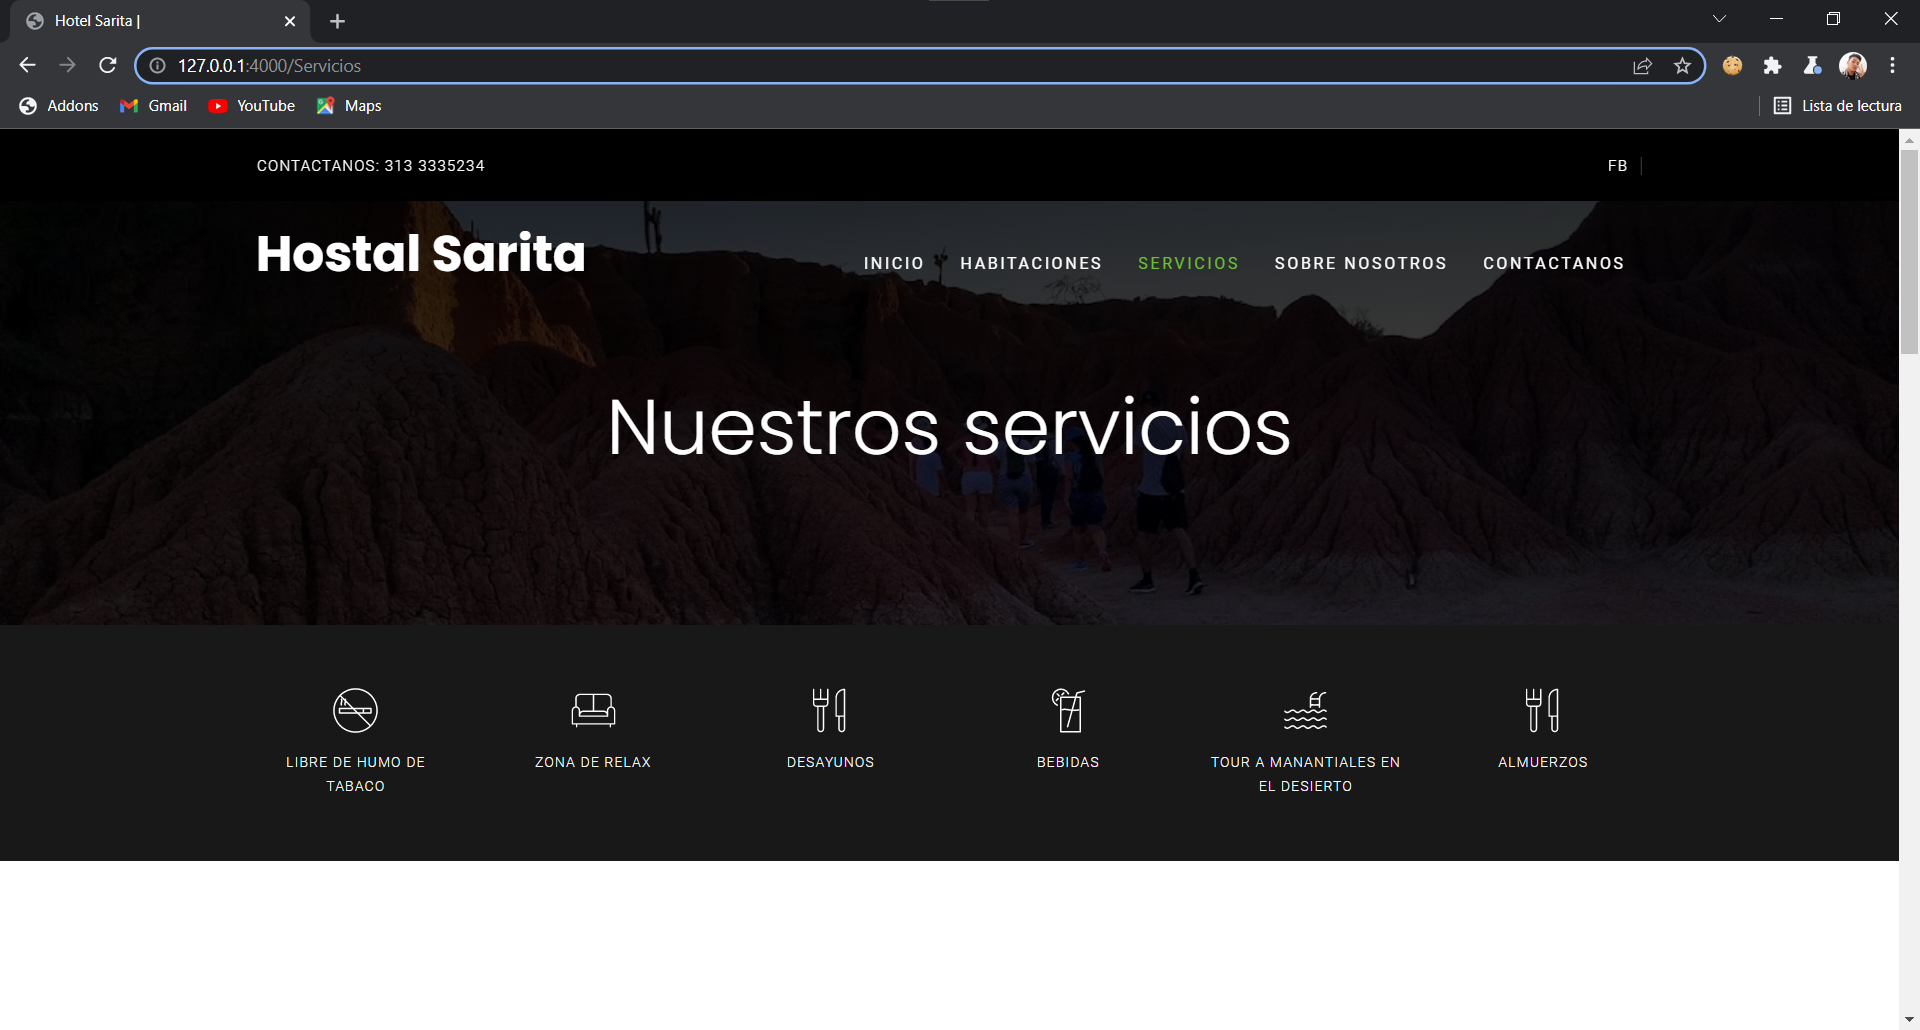 Hotel Sarita |
127.0.0.1:4000/Servicios
Addons
Gmail
YouTube
Maps
Lista de lectura
CONTACTANOS: 313 3335234
FB
Hostal Sarita
INICIO
HABITACIONES
SERVICIOS
SOBRE NOSOTROS
CONTACTANOS
Nuestros servicios
LIBRE DE HUMO DE
TABACO
ZONA DE RELAX
DESAYUNOS
BEBIDAS
TOUR A MANANTIALES EN
EL DESIERTO
ALMUERZOS